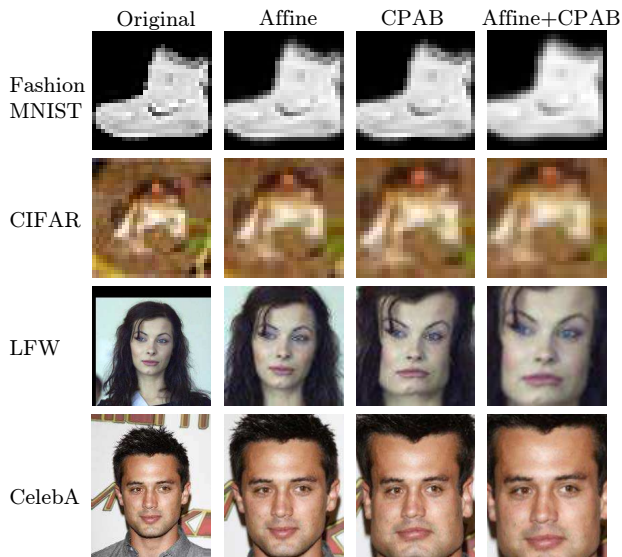 Original Affine CPAB Affine+CPAB
Fashion
MNIST
CIFAR
LFW
CelebA